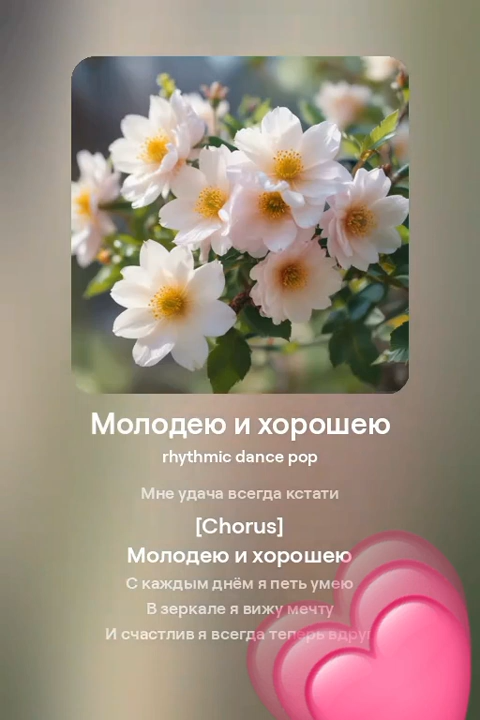 Молодею и хорошею
rhythmic dance pop
Мне удача всегда кстати
[Chorus]
Молодею и хорошею
С каждым днём я петь умею
В зеркале я вижу мечту
И счастлив я всегда теперь вдруг